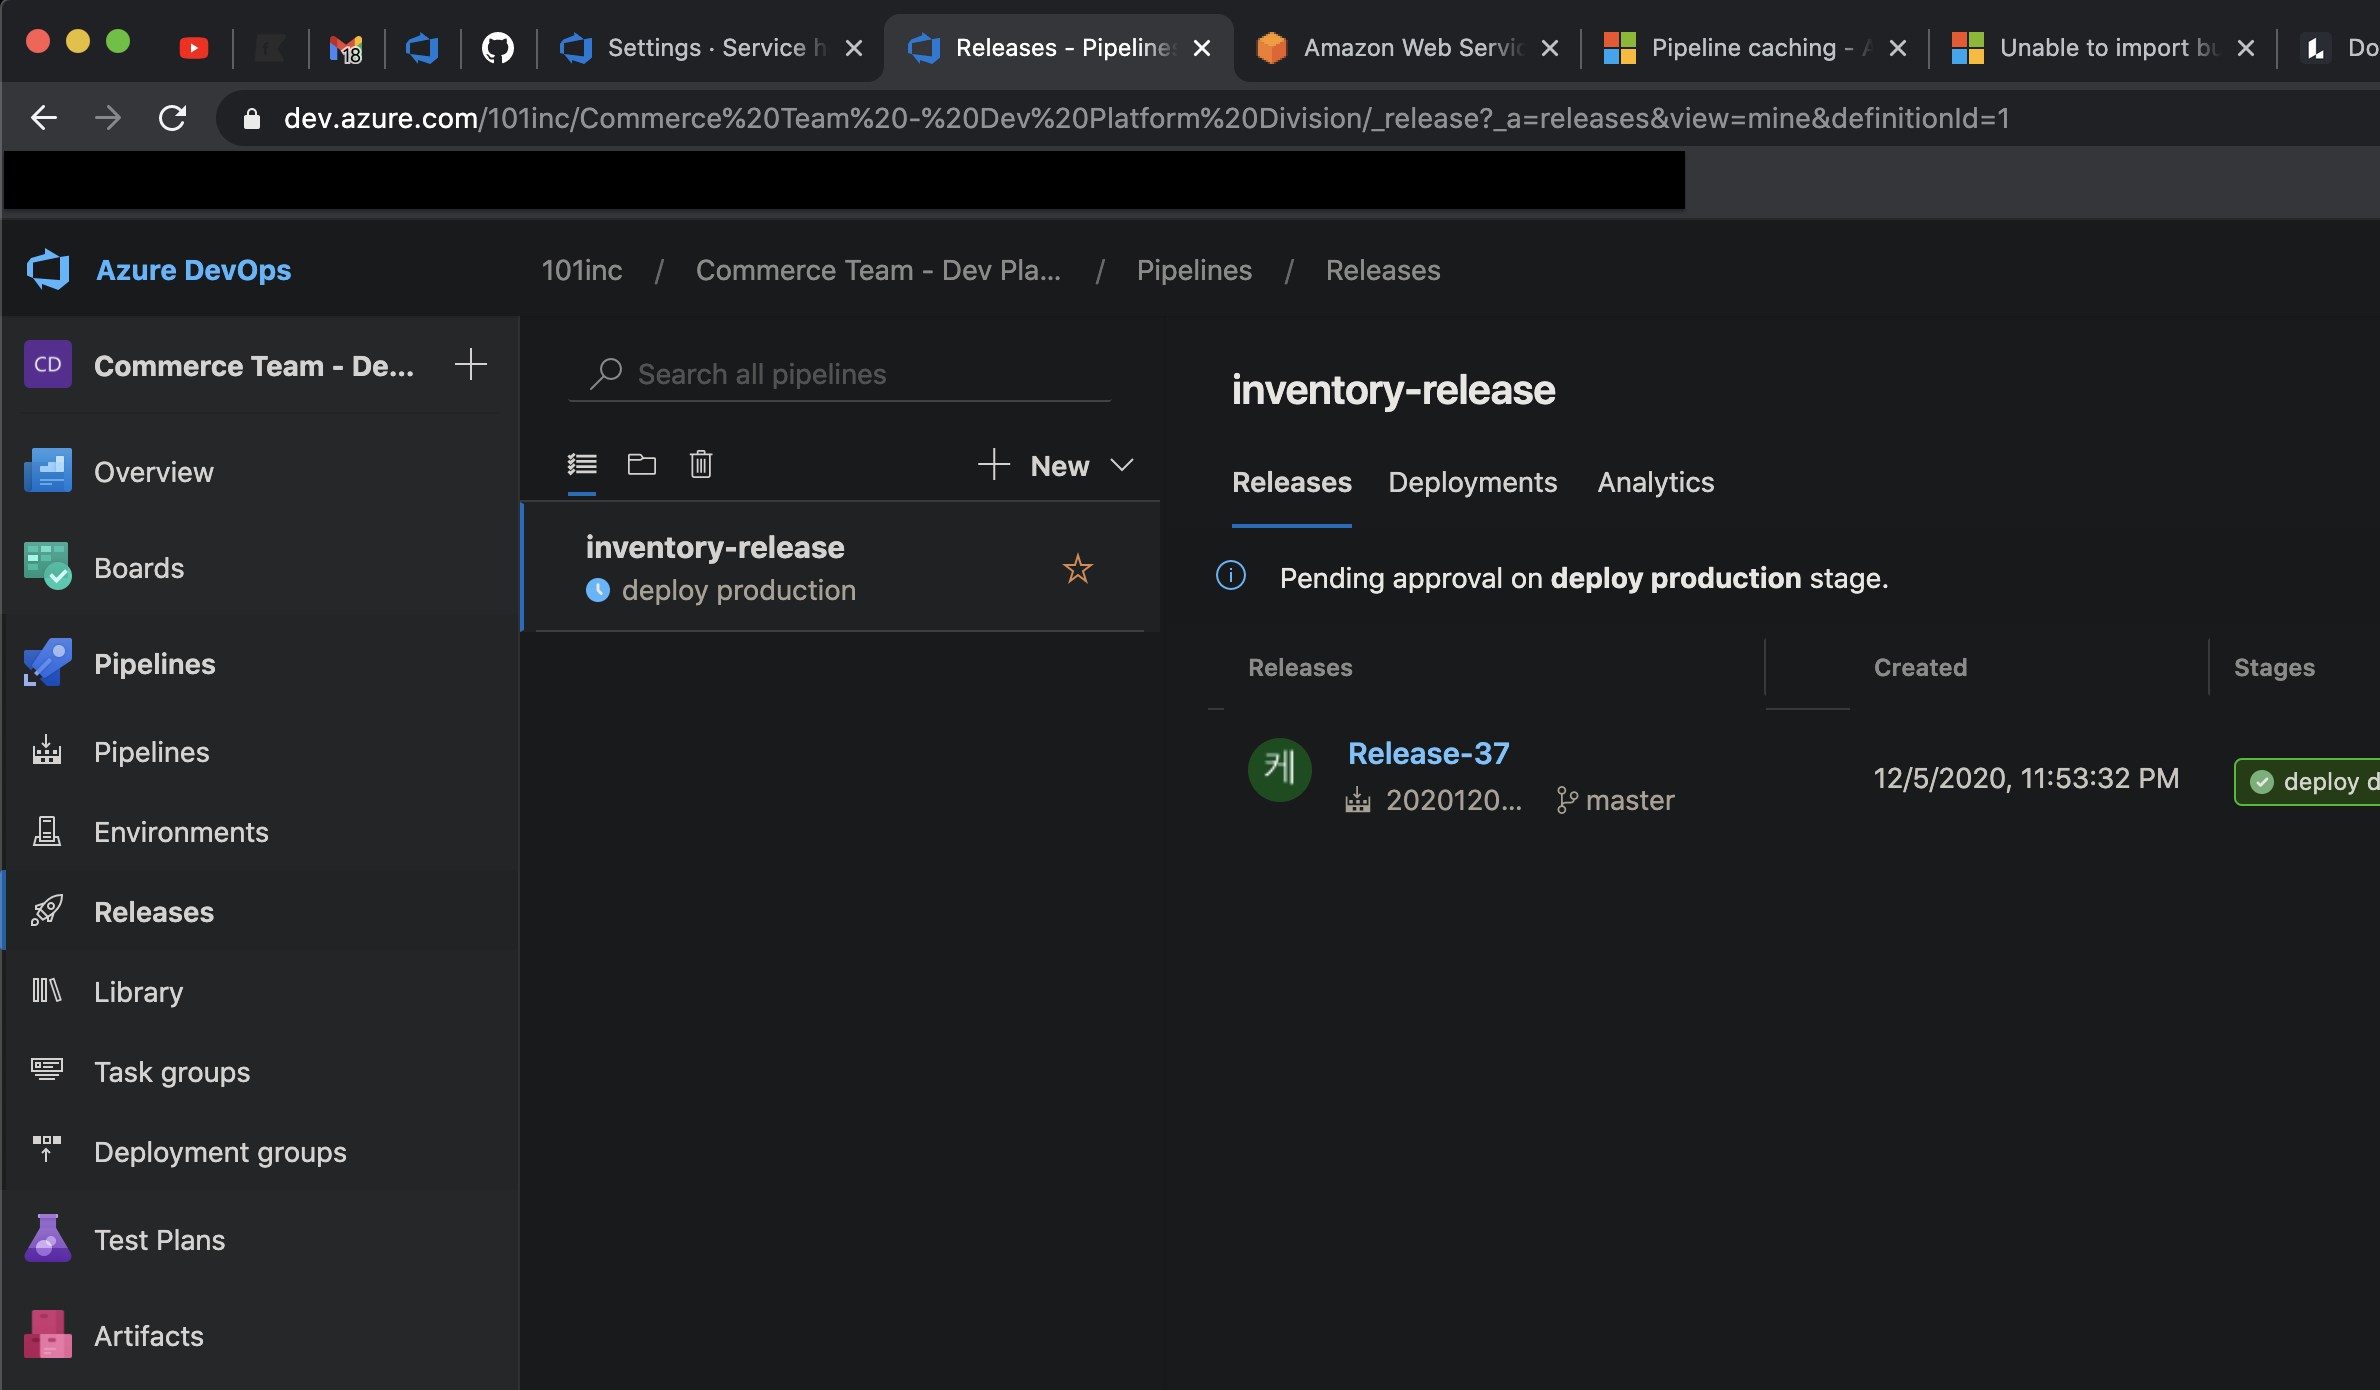 18
Settings · Service h
Releases - Pipelines
Amazon Web Servic
Pipeline caching - A
Unable to import bu
Do
dev.azure.com/101inc/Commerce%20Team%20-%20Dev%20Platform%20Division/_release?_a=releases&view=mine&definitionId=1
Azure DevOps
101inc / Commerce Team - Dev Pla... / Pipelines / Releases
CD
Commerce Team - De...
Overview
Boards
Pipelines
Pipelines
Environments
Releases
Library
Task groups
Deployment groups
Test Plans
Artifacts
Search all pipelines
New
inventory-release
deploy production
inventory-release
Releases Deployments Analytics
Pending approval on deploy production stage.
Releases Created Stages
케
Release-37
2020120... master
12/5/2020, 11:53:32 PM
deploy d